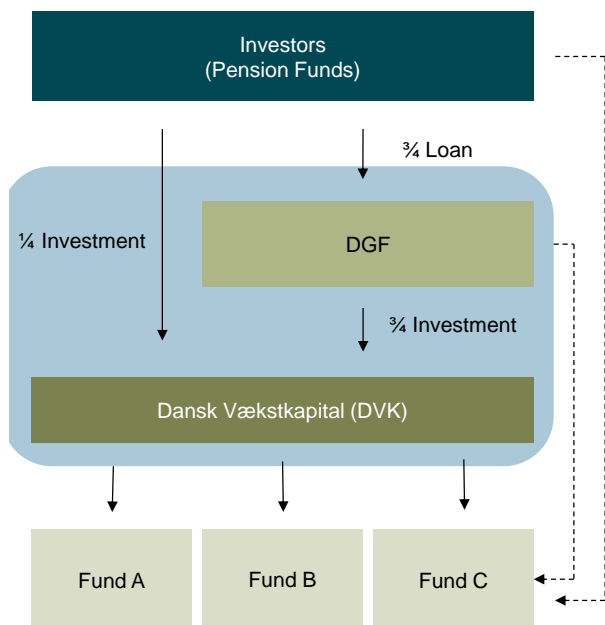 Investors
(Pension Funds)
¾ Loan
¼ Investment
DGF
¾ Investment
Dansk Vækstkapital (DVK)
Fund A
Fund B
Fund C